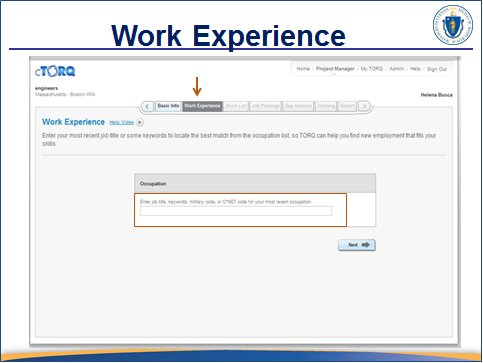 Work Experience
cTORQ
Home · Project Manager · My TORQ · Admin · Help · Sign Out
engineers
Massachusetts - Boston WIA
Helena Bucca
Basic Info
Work Experience
Short List
Job Postings
Gap Analysis
Training
Report
Work Experience Help Video
Enter your most recent job title or some keywords to locate the best match from the occupation list, so TORQ can help you find new employment that fits your
skills.
Occupation
Enter job title, keywords, military code, or O*NET code for your most recent occupation.
Next